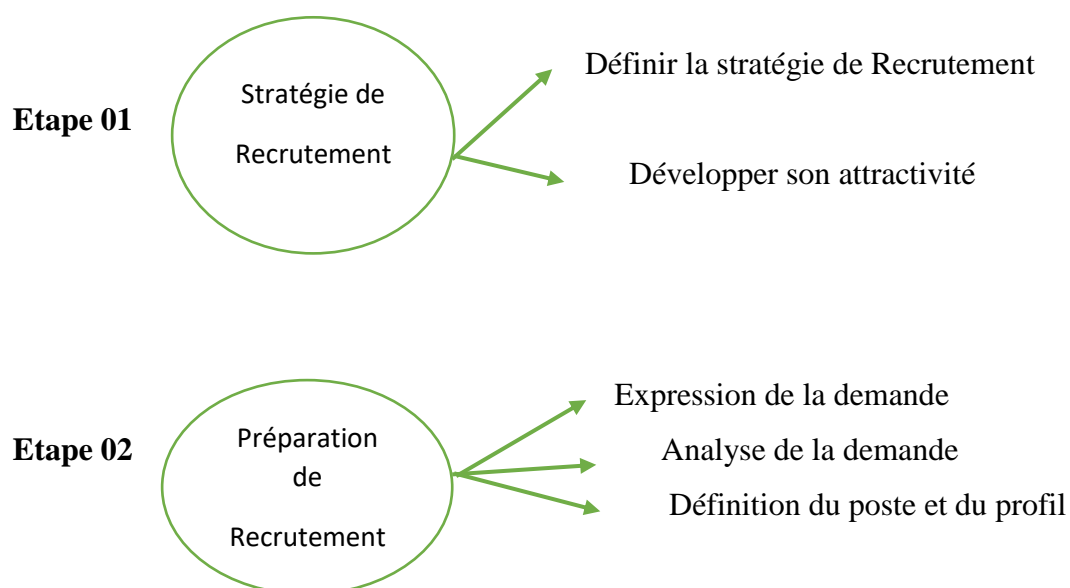 Etape 01
Stratégie de
Recrutement
Définir la stratégie de Recrutement
Développer son attractivité
Etape 02
Préparation
de
Recrutement
Expression de la demande
Analyse de la demande
Définition du poste et du profil